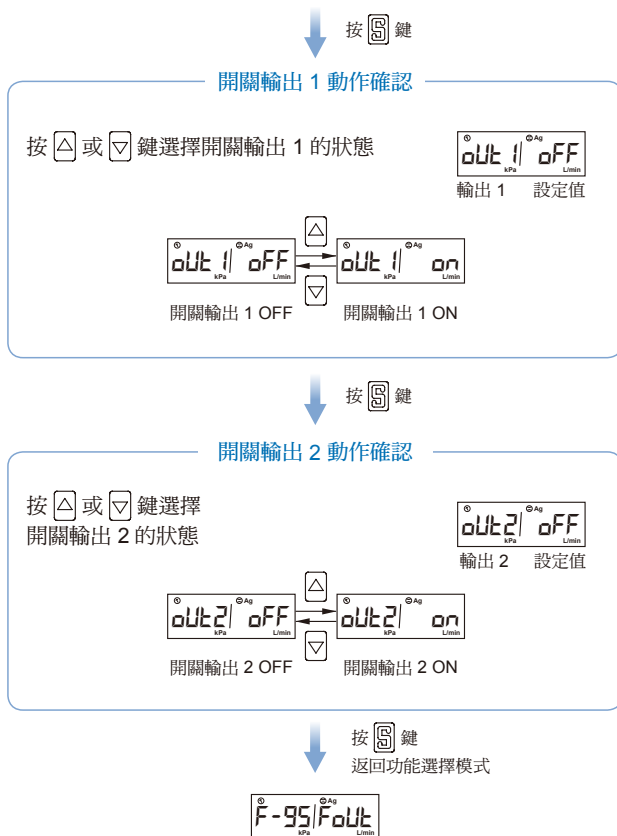 按 S 鍵
開關輸出 1 動作確認
按 △ 或 ▽ 鍵選擇開關輸出 1 的狀態
oUt 1 oFF
kPa L/min
輸出 1 設定值
△
Ag Ag
oUt 1 oFF oUt 1 on
kPa L/min kPa L/min
▽
開關輸出 1 OFF 開關輸出 1 ON
按 S 鍵
開關輸出 2 動作確認
按 △ 或 ▽ 鍵選擇
開關輸出 2 的狀態
Ag
oUt2 oFF
kPa L/min
輸出 2 設定值
△
Ag Ag
oUt2 oFF oUt2 on
kPa L/min kPa L/min
▽
開關輸出 2 OFF 開關輸出 2 ON
按 S 鍵
返回功能選擇模式
Ag
F-95 FoUt
kPa L/min